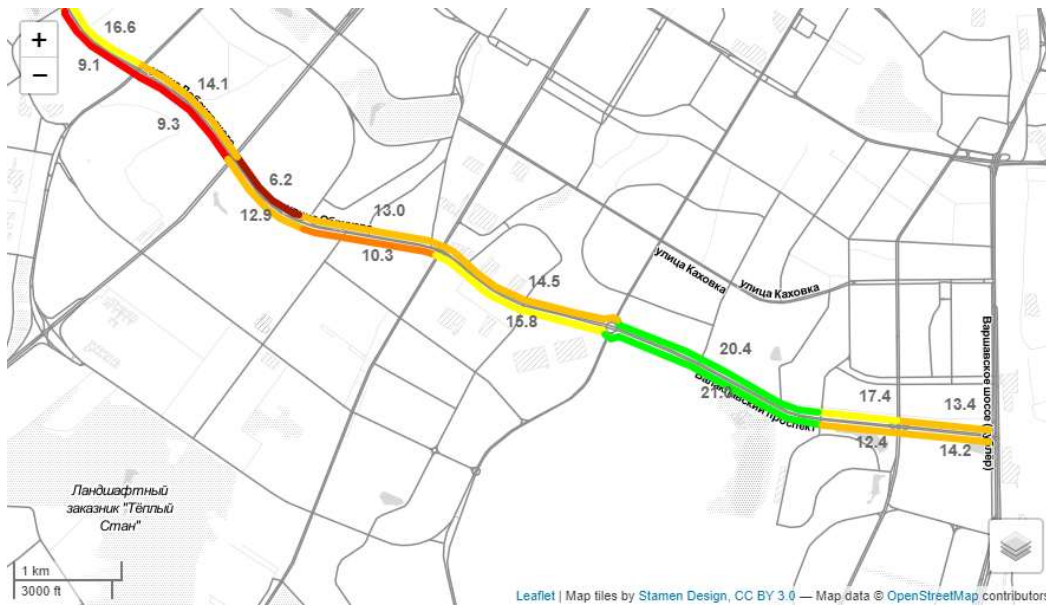 16.6
+
9.1
−
14.1
9.3
6.2
13.0
12.9
10.3
14.5
15.8
улица Каховка
улица Каховка
20.4
21.0
17.4
13.4
12.4
14.2
Варшавское шоссе
Ландшафтный
заказник "Тёплый
Стан"
1 km
3000 ft
Leaflet | Map tiles by Stamen Design, CC BY 3.0 — Map data © OpenStreetMap contributors